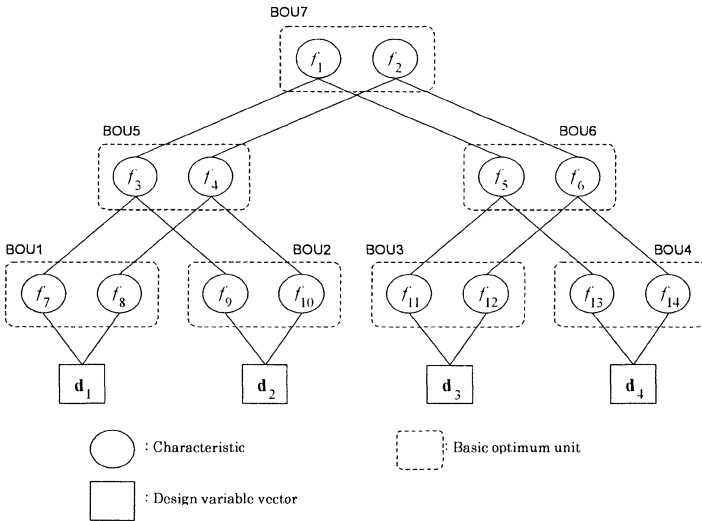 BOU7
f1 f2
BOU5 BOU6
f3 f4 f5 f6
BOU1 BOU2 BOU3 BOU4
f7 f8 f9 f10 f11 f12 f13 f14
d1 d2 d3 d4
: Characteristic : Basic optimum unit
: Design variable vector